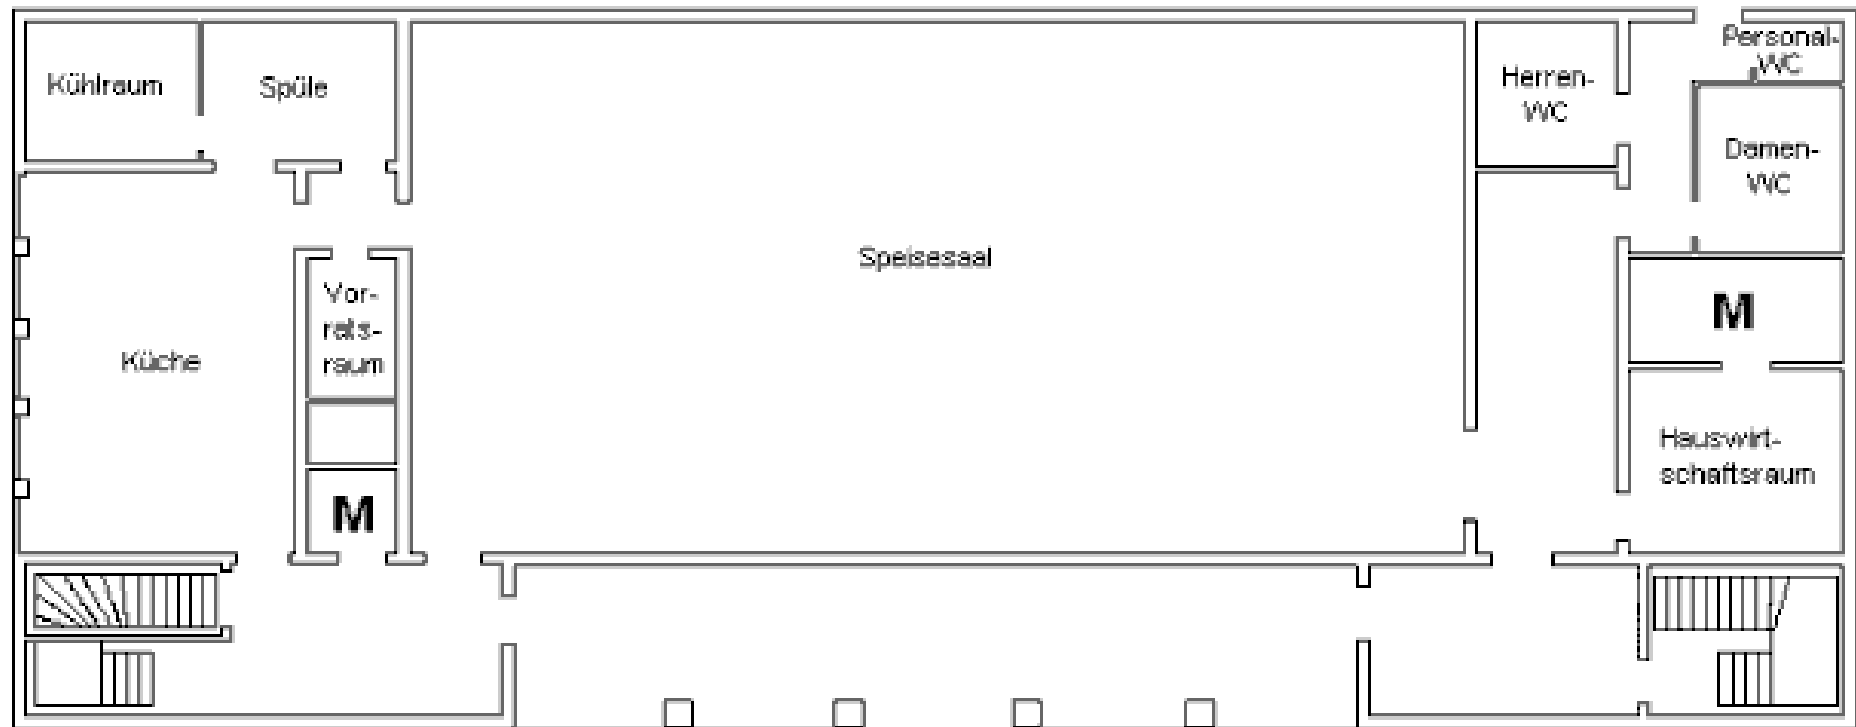 Kühlraum
Spüle
Herren-
WC
Personal-
WC
Damen-
WC
Speisesaal
Vor-
rats-
raum
Küche
M
Hauswirt-
schaftsraum
M